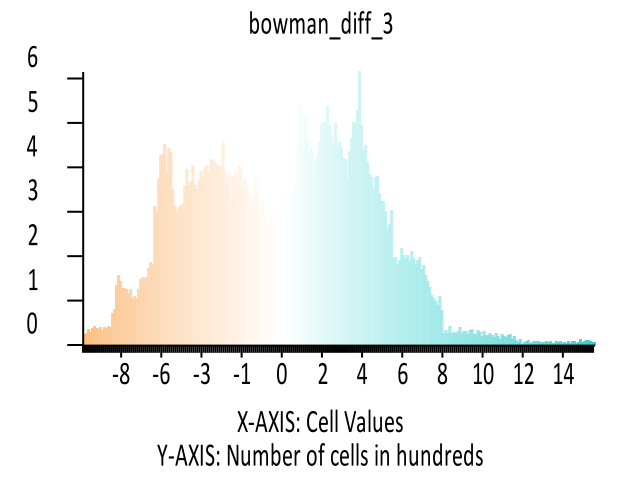 bowman_diff_3
6
5
4
3
2
1
0
-8 -6 -3 -1 0 2 4 6 8 10 12 14
X-AXIS: Cell Values
Y-AXIS: Number of cells in hundreds